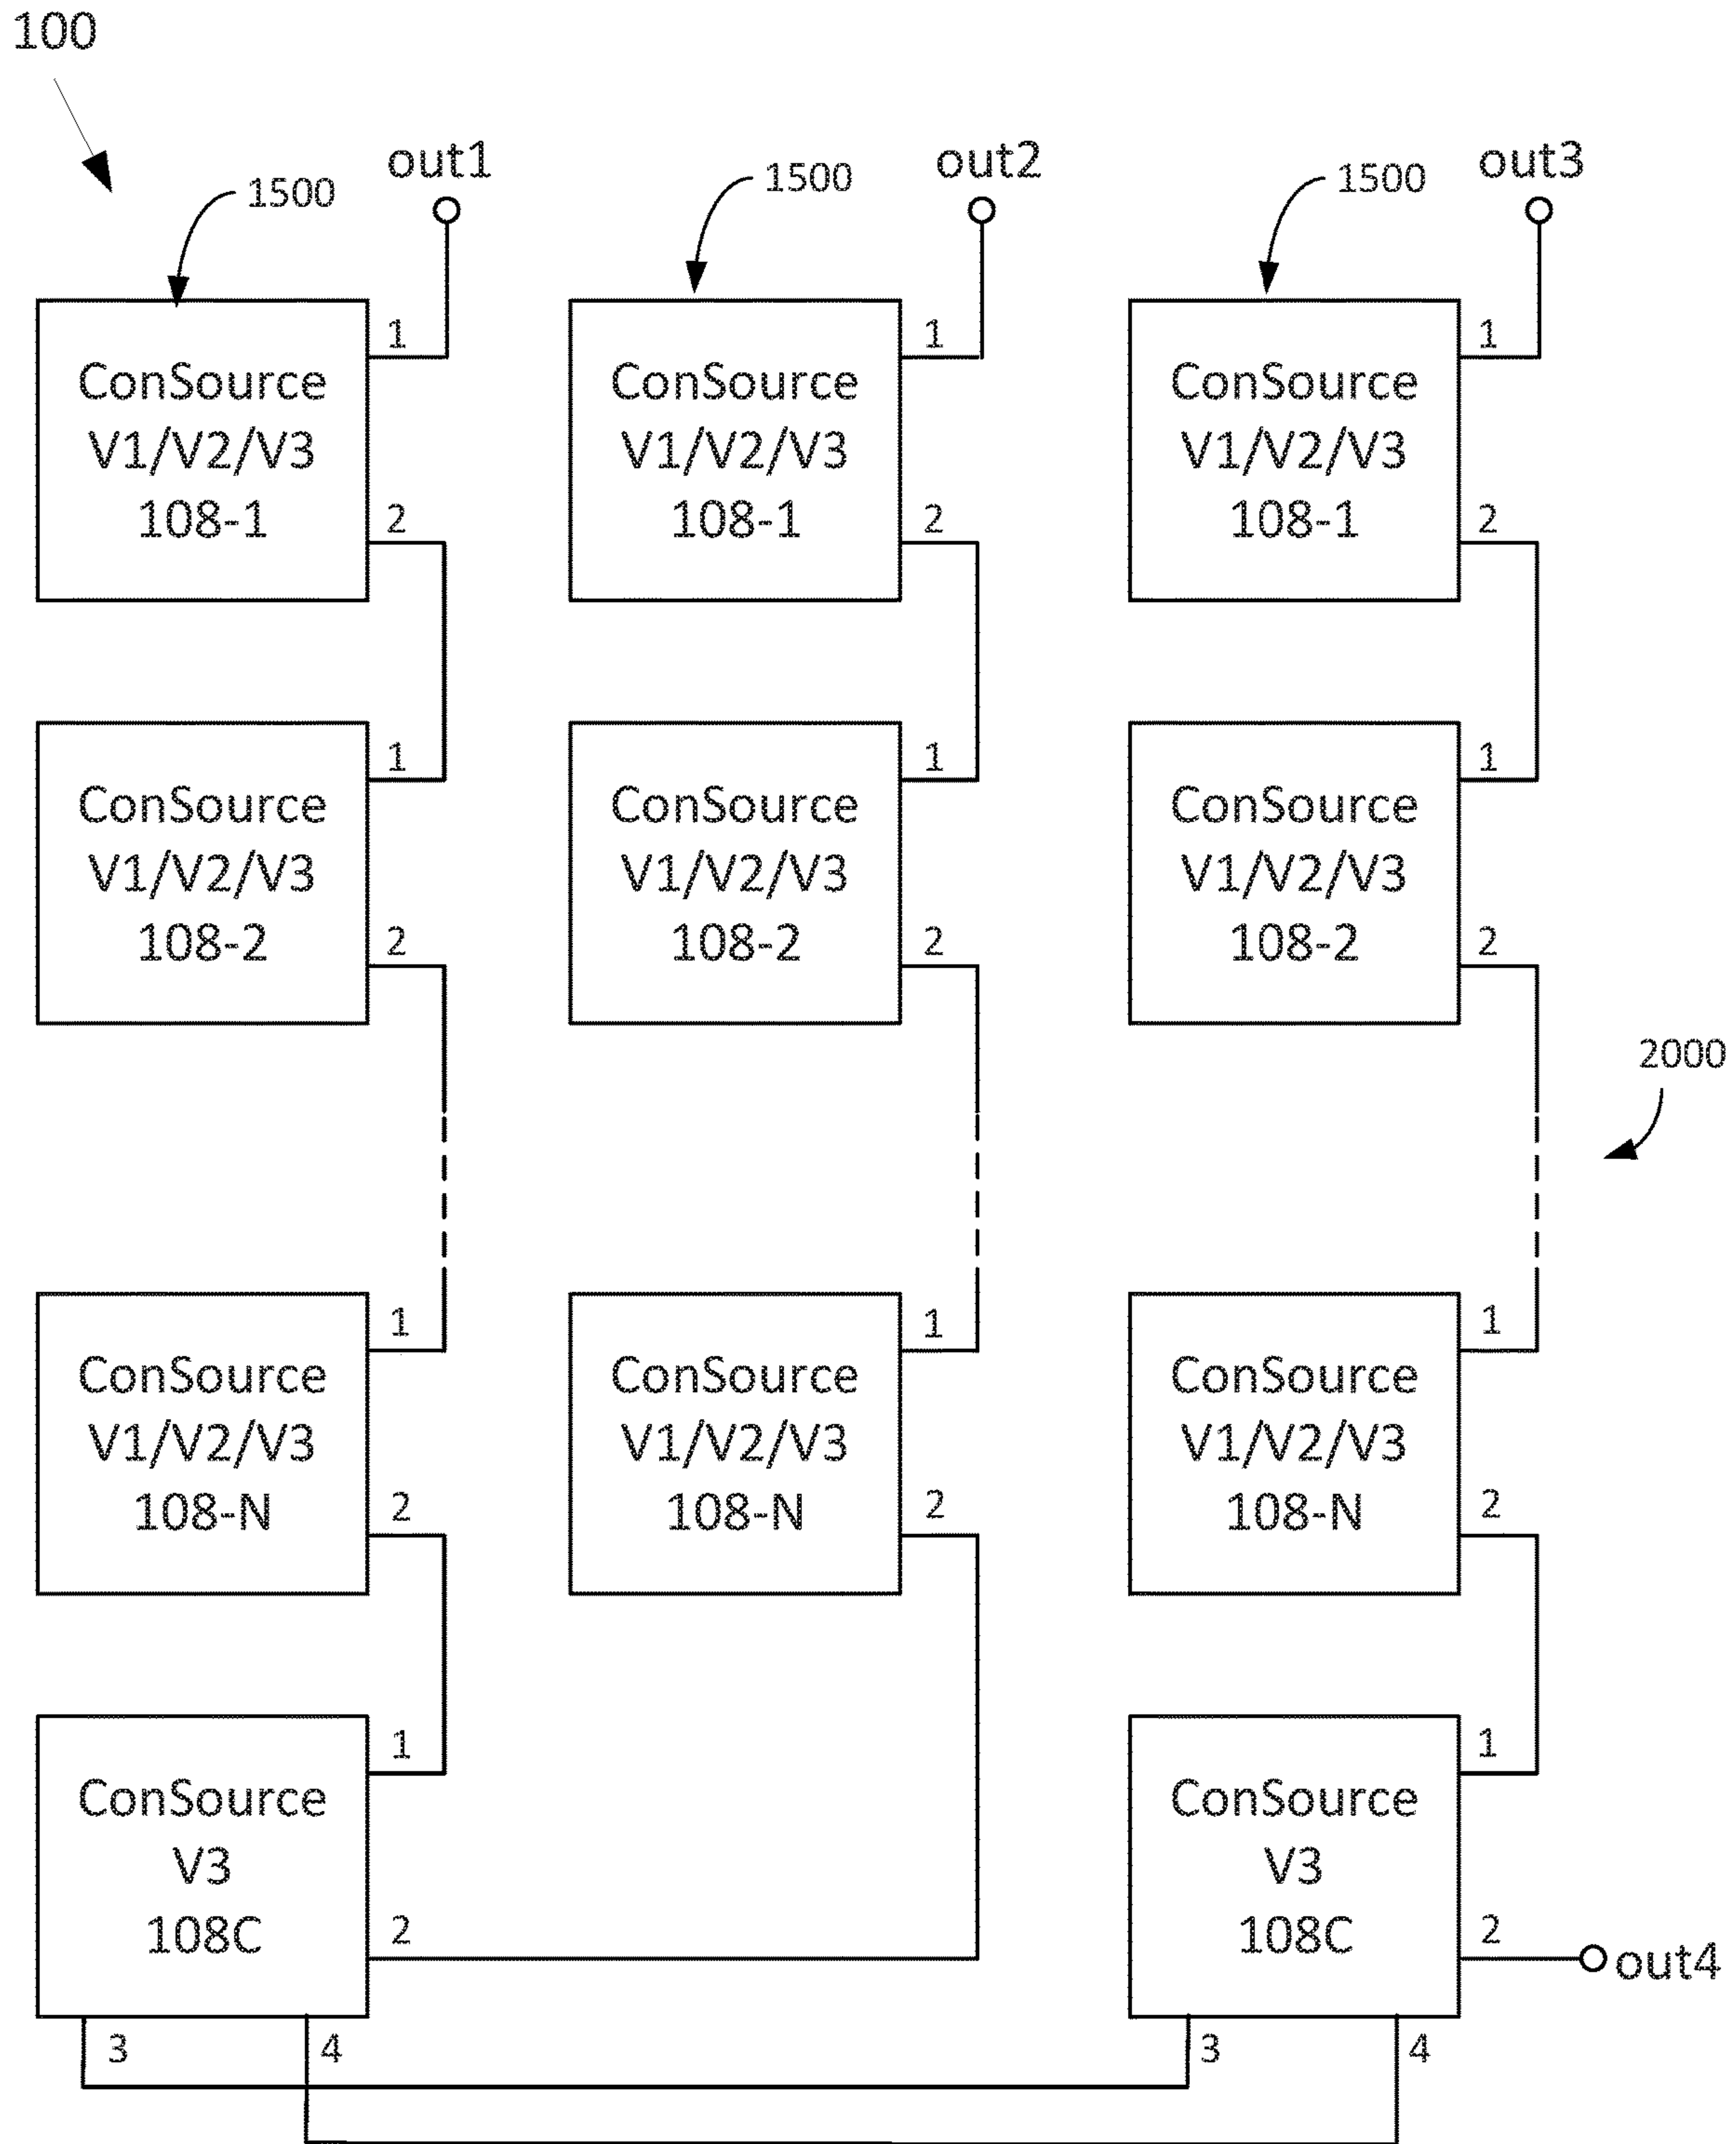 100
1500
out1
1500
out2
1500
out3
ConSource
V1/V2/V3
108-1
1
2
ConSource
V1/V2/V3
108-1
1
2
ConSource
V1/V2/V3
108-1
1
2
ConSource
V1/V2/V3
108-2
1
2
ConSource
V1/V2/V3
108-2
1
2
ConSource
V1/V2/V3
108-2
1
2
2000
ConSource
V1/V2/V3
108-N
1
2
ConSource
V1/V2/V3
108-N
1
2
ConSource
V1/V2/V3
108-N
1
2
ConSource
V3
108C
1
2
3
4
ConSource
V3
108C
1
2
out4
3
4